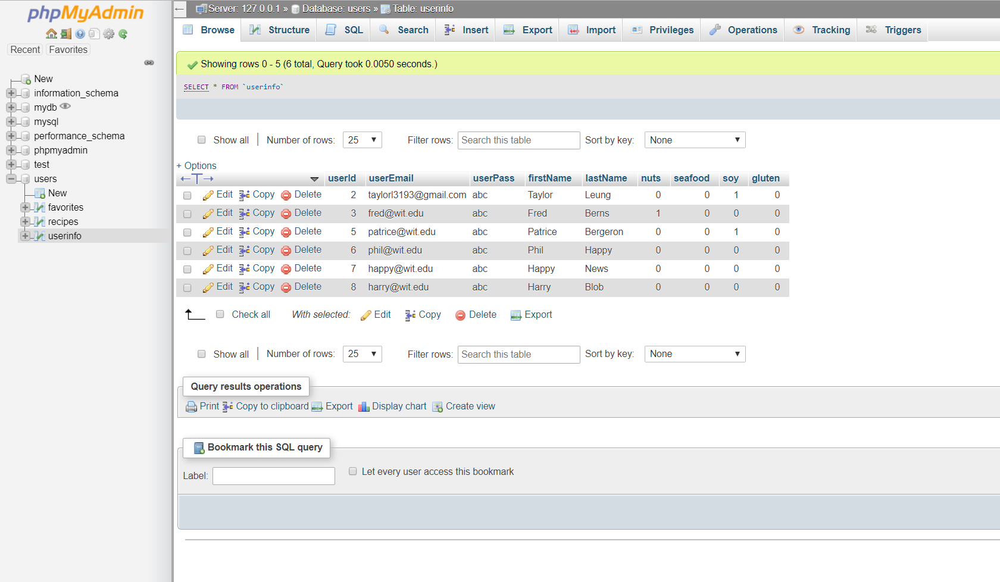 phpMyAdmin
Recent Favorites
New
information_schema
mydb
mysql
performance_schema
phpmyadmin
test
users
New
favorites
recipes
userinfo
Server: 127.0.0.1 » Database: users » Table: userinfo
Browse Structure SQL Search Insert Export Import Privileges Operations Tracking Triggers
Showing rows 0 - 5 (6 total, Query took 0.0050 seconds.)
SELECT * FROM `userinfo`
Show all Number of rows: 25 Filter rows: Search this table Sort by key: None
+ Options
userId userEmail userPass firstName lastName nuts seafood soy gluten
Edit Copy Delete 2 taylorl3193@gmail.com abc Taylor Leung 0 0 1 0
Edit Copy Delete 3 fred@wit.edu abc Fred Berns 1 0 0 0
Edit Copy Delete 5 patrice@wit.edu abc Patrice Bergeron 0 0 1 0
Edit Copy Delete 6 phil@wit.edu abc Phil Happy 0 0 0 0
Edit Copy Delete 7 happy@wit.edu abc Happy News 0 0 0 0
Edit Copy Delete 8 harry@wit.edu abc Harry Blob 0 0 0 0
Check all With selected: Edit Copy Delete Export
Show all Number of rows: 25 Filter rows: Search this table Sort by key: None
Query results operations
Print Copy to clipboard Export Display chart Create view
Bookmark this SQL query
Label: Let every user access this bookmark